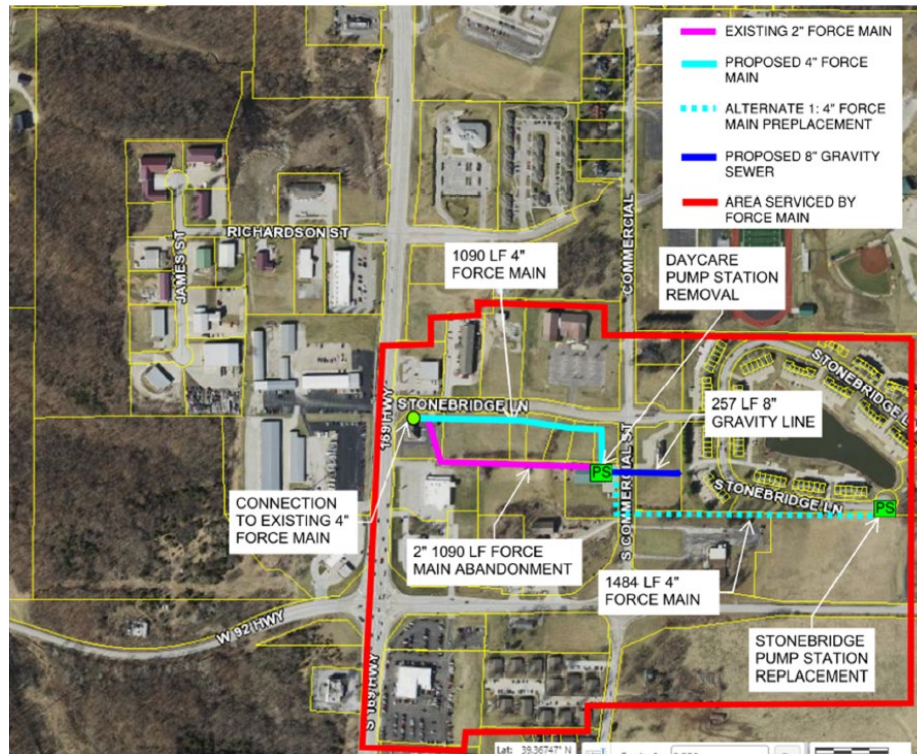 EXISTING 2" FORCE MAIN
PROPOSED 4" FORCE
MAIN
ALTERNATE 1: 4" FORCE
MAIN PREPLACEMENT
PROPOSED 8" GRAVITY
SEWER
AREA SERVICED BY
FORCE MAIN
RICHARDSON ST
JAMES ST
1090 LF 4"
FORCE MAIN
COMMERCIAL
DAYCARE
PUMP STATION
REMOVAL
STONEBRIDGE L
169 HWY
STONEBRIDGE LN
257 LF 8"
GRAVITY LINE
PS
S COMMERCIAL ST
STONEBRIDGE LN
PS
CONNECTION
TO EXISTING 4"
FORCE MAIN
2" 1090 LF FORCE
MAIN ABANDONMENT
1484 LF 4"
FORCE MAIN
W 92 HWY
S 169 HWY
STONEBRIDGE
PUMP STATION
REPLACEMENT
Lat: 39.36747° N